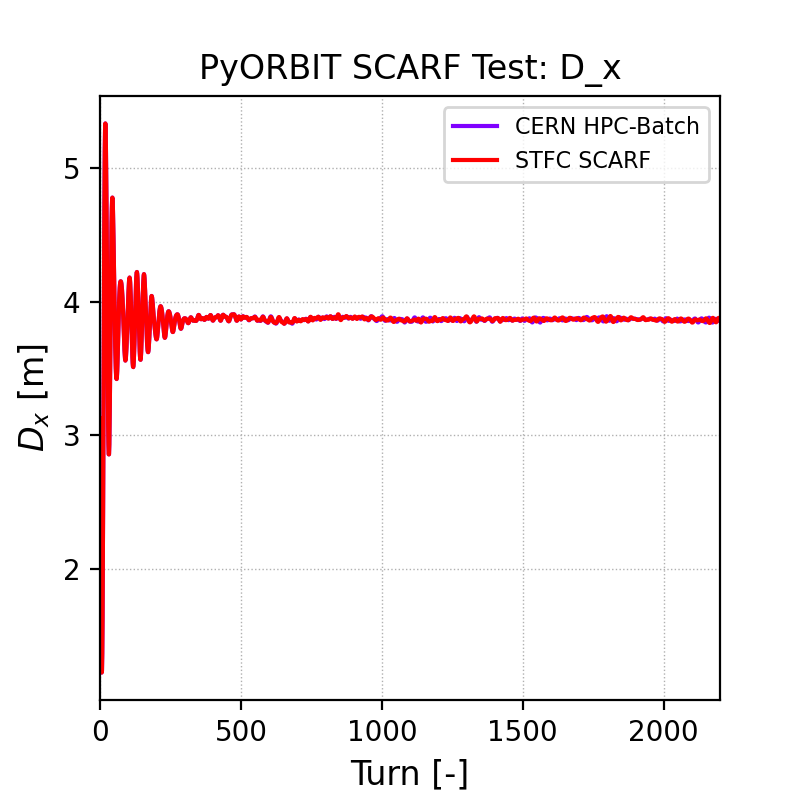 PyORBIT SCARF Test: D_x
CERN HPC-Batch
STFC SCARF
5
4
3
2
D_x [m]
0 500 1000 1500 2000
Turn [-]